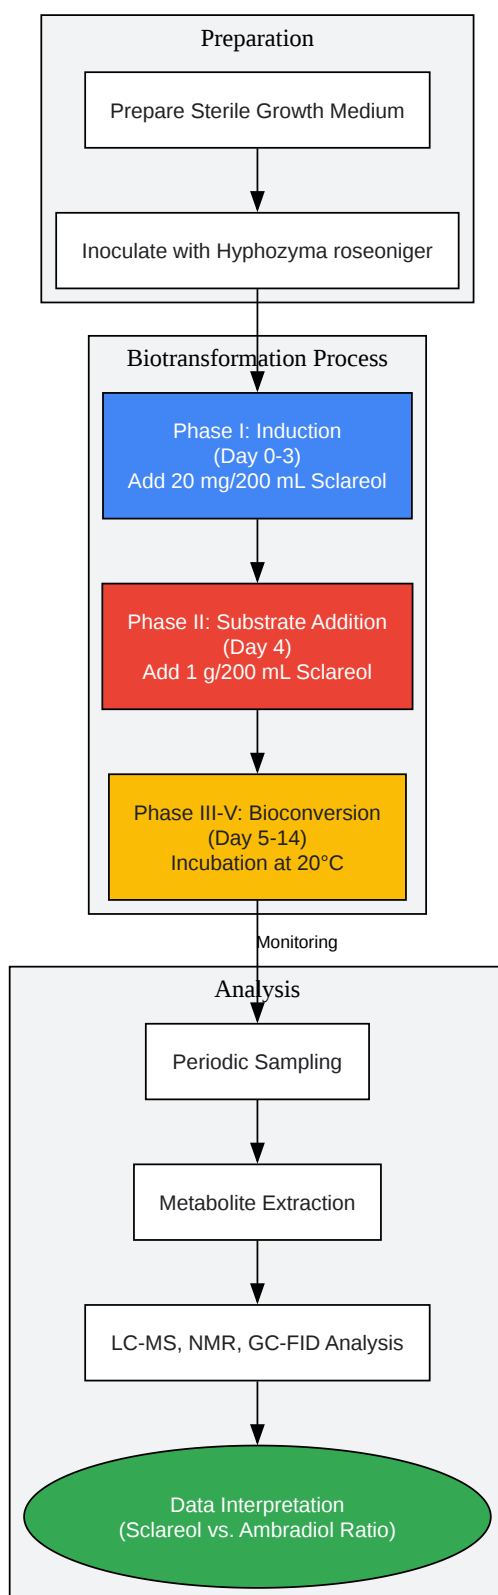 Preparation
Prepare Sterile Growth Medium
Inoculate with Hyphozyma roseoniger
Biotransformation Process
Phase I: Induction
(Day 0-3)
Add 20 mg/200 mL Sclareol
Phase II: Substrate Addition
(Day 4)
Add 1 g/200 mL Sclareol
Phase III-V: Bioconversion
(Day 5-14)
Incubation at 20°C
Monitoring
Analysis
Periodic Sampling
Metabolite Extraction
LC-MS, NMR, GC-FID Analysis
Data Interpretation
(Sclareol vs. Ambradiol Ratio)